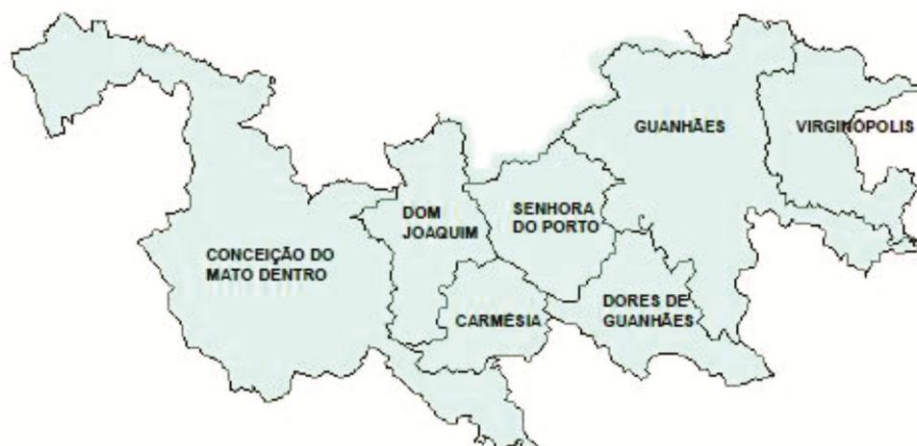 GUANHÃES
VIRGINÓPOLIS
DOM
JOAQUIM
SENHORA
DO PORTO
CONCEIÇÃO DO
MATO DENTRO
CARMÉSIA
DORES DE
GUANHÃES